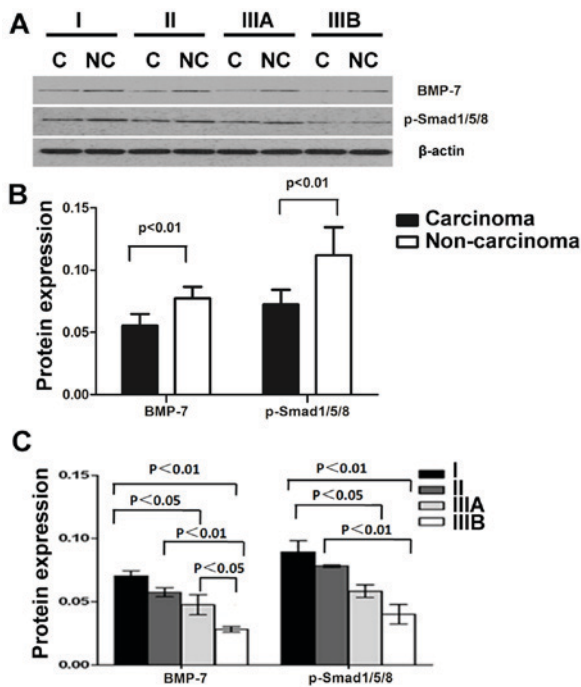 A
I II IIIA IIIB
C NC C NC C NC C NC
BMP-7
p-Smad1/5/8
β-actin
B
Protein expression
0.15
0.10
0.05
0.00
p<0.01
p<0.01
Carcinoma
Non-carcinoma
BMP-7 p-Smad1/5/8
C
Protein expression
0.15
0.10
0.05
0.00
P<0.01
P<0.05
P<0.01
P<0.05
P<0.01
P<0.05
P<0.01
I
II
IIIA
IIIB
BMP-7 p-Smad1/5/8